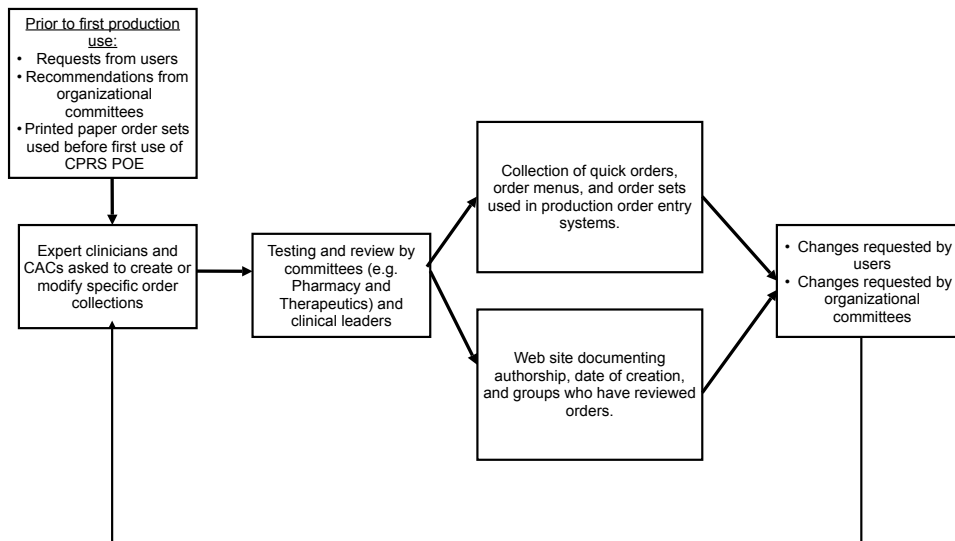 Prior to first production
use:
• Requests from users
• Recommendations from
organizational
committees
• Printed paper order sets
used before first use of
CPRS POE
Expert clinicians and
CACs asked to create or
modify specific order
collections
Testing and review by
committees (e.g.
Pharmacy and
Therapeutics) and
clinical leaders
Collection of quick orders,
order menus, and order sets
used in production order entry
systems.
Web site documenting
authorship, date of creation,
and groups who have reviewed
orders.
• Changes requested by
users
• Changes requested by
organizational
committees